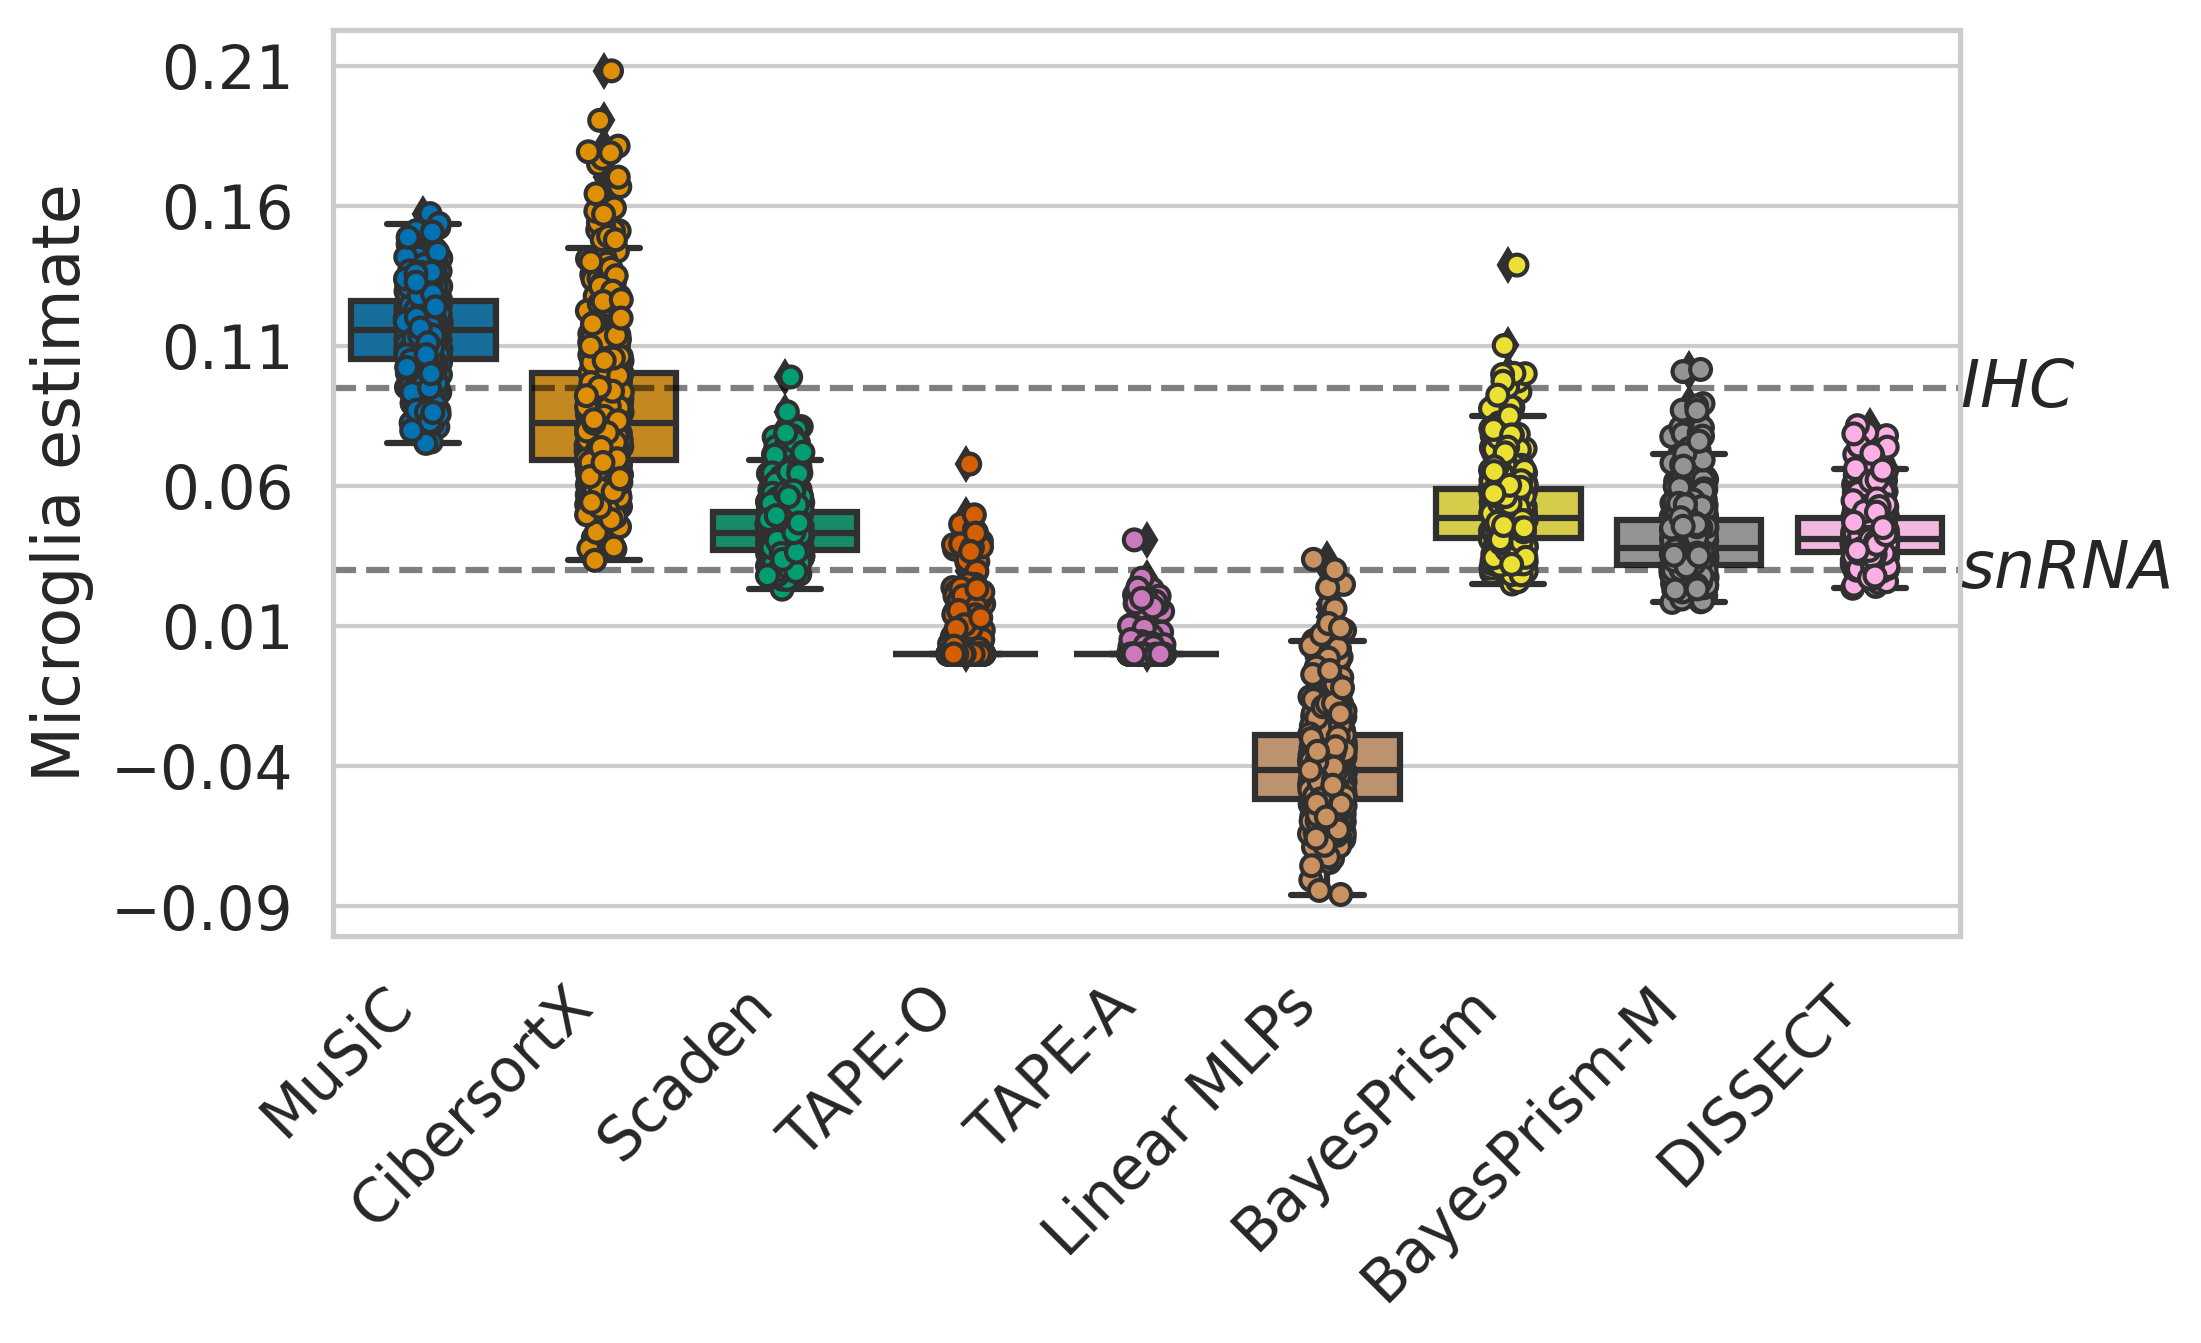 Microglia estimate
0.21
0.16
0.11
0.06
0.01
−0.04
−0.09
IHC
snRNA
MuSiC
CibersortX
Scaden
TAPE-O
TAPE-A
Linear MLPs
BayesPrism
BayesPrism-M
DISSECT